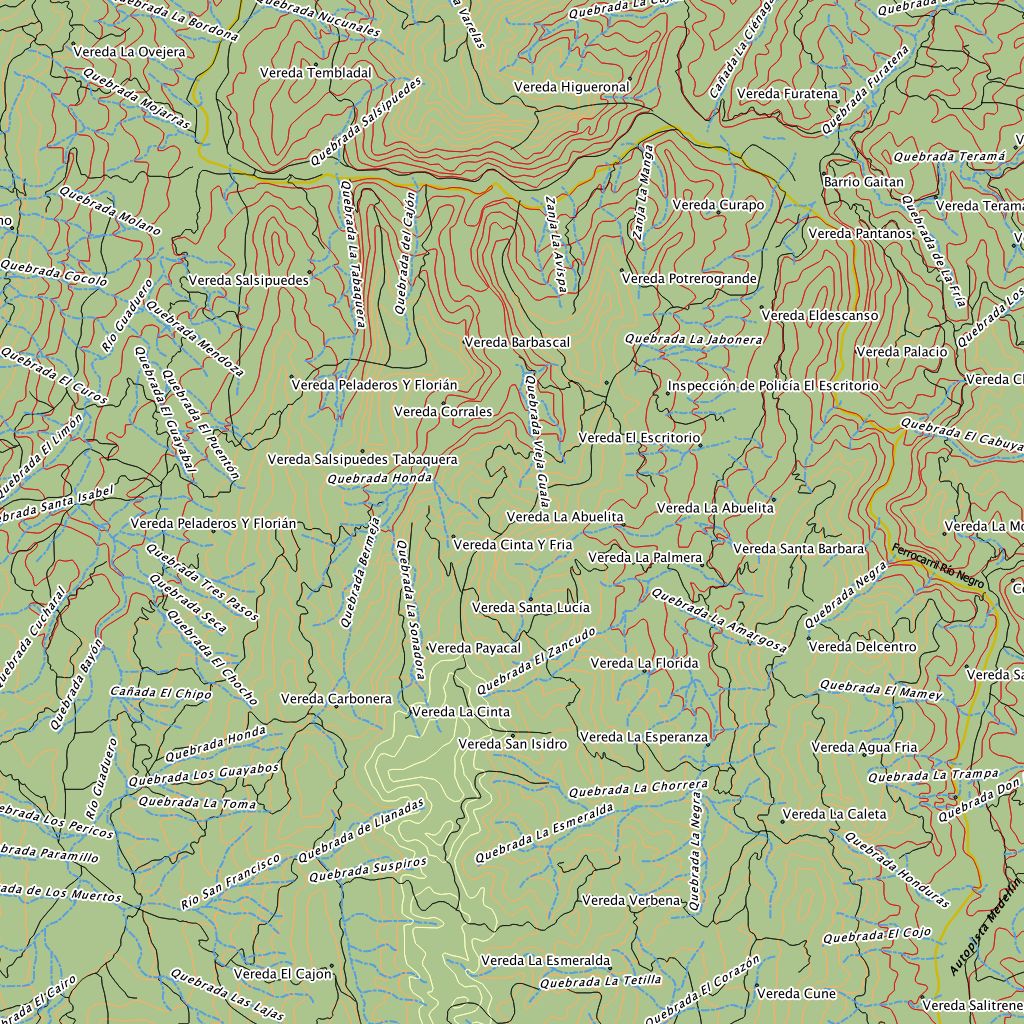 Quebrada La Bordona
Quebrada Nucunales
Varelas
Vereda La Ovejera
Vereda Tembladal
Quebrada Mojarras
Quebrada Salsipuedes
Vereda Higueronal
Cañada La Ciénaga
Vereda Furatena
Quebrada Furatena
Quebrada Teramá
Quebrada Molano
Quebrada La Tabaquera
Quebrada del Cajón
Zanja La Avispa
Zanja La Manga
Barrio Gaitan
Vereda Curapo
Vereda Terama
Vereda Pantanos
Quebrada de La Fría
Quebrada Cocolo
Vereda Salsipuedes
Vereda Potrerogrande
Río Guaduero
Quebrada Mendoza
Vereda Eldescanso
Quebrada Los
Vereda Barbascal
Quebrada La Jabonera
Vereda Palacio
Quebrada El Curos
Quebrada El Guayabal
Quebrada El Puentón
Vereda Peladeros Y Florián
Inspección de Policía El Escritorio
Vereda Corrales
Quebrada Vieja Guala
Quebrada El Limón
Vereda El Escritorio
Quebrada El Cabuya
Vereda Salsipuedes Tabaquera
Quebrada Honda
Santa Isabel
Vereda La Abuelita
Vereda La Abuelita
Vereda Peladeros Y Florián
Vereda Cinta Y Fria
Vereda La Palmera
Vereda Santa Barbara
Ferrocarril Río Negro
Quebrada Bermeja
Quebrada La Sonadora
Quebrada Tres Pasos
Quebrada Seca
Quebrada El Chocho
Quebrada Negra
Vereda Santa Lucia
Quebrada La Amargosa
Quebrada Cucharal
Quebrada Bayón
Vereda Payacal
Quebrada El Zancudo
Vereda Delcentro
Vereda La Florida
Cañada El Chipo
Vereda Carbonera
Vereda La Cinta
Quebrada El Mamey
Quebrada Honda
Vereda San Isidro
Vereda La Esperanza
Vereda Agua Fria
Río Guaduero
Quebrada Los Guayabos
Quebrada La Trampa
Quebrada La Toma
Quebrada La Chorrera
Quebrada Don
Quebrada de Llanadas
Quebrada La Esmeralda
Quebrada La Negra
Vereda La Caleta
Los Pericos
Paramillo
Quebrada Suspiros
Quebrada Honduras
Río San Francisco
de Los Muertos
Vereda Verbena
Autopista Medellín
Quebrada El Cojo
Vereda El Cajon
Vereda La Esmeralda
Quebrada La Tetilla
Quebrada El Corazón
El Cairo
Quebrada Las Lajas
Vereda Cune
Vereda Salitrene